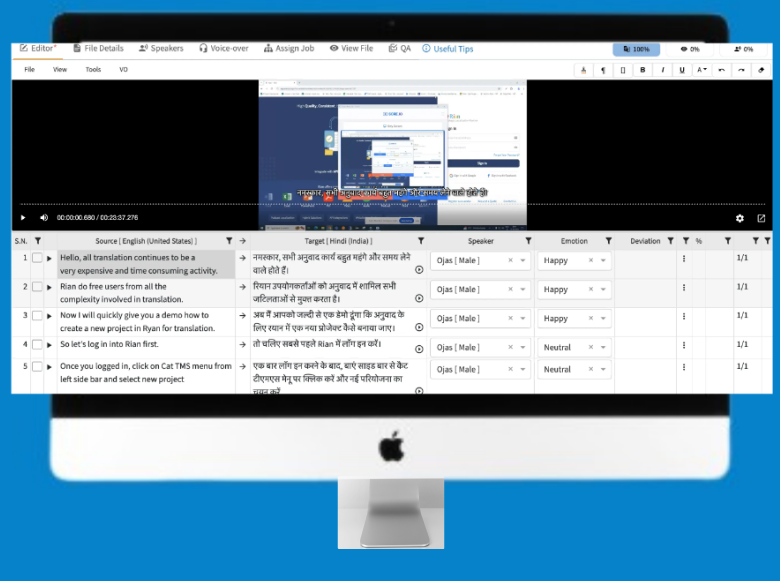 Editor* File Details Speakers Voice-over Assign Job View File QA Useful Tips 100% 0% 0%
File View Tools VO B I U A
नमस्कार, सभी अनुवाद कार्य बहुत महंगे और समय लेने वाले होते हैं।
00:00:00.680 / 00:23:37.276
S.N. Source [ English (United States) ] Target [ Hindi (India) ] Speaker Emotion Deviation %
1 Hello, all translation continues to be a
very expensive and time consuming activity.
नमस्कार, सभी अनुवाद कार्य बहुत महंगे और समय लेने
वाले होते हैं।
Ojas [ Male ] Happy 1/1
2 Rian do free users from all the
complexity involved in translation.
रियान उपयोगकर्ताओं को अनुवाद में शामिल सभी
जटिलताओं से मुक्त करता है।
Ojas [ Male ] Happy 1/1
3 Now I will quickly give you a demo how to
create a new project in Ryan for translation.
अब मैं आपको जल्दी से एक डेमो दूंगा कि अनुवाद के
लिए रयान में एक नया प्रोजेक्ट कैसे बनाया जाए।
Ojas [ Male ] Happy 1/1
4 So let's log in into Rian first.
तो चलिए सबसे पहले Rian में लॉग इन करें।
Ojas [ Male ] Neutral 1/1
5 Once you logged in, click on Cat TMS menu from
left side bar and select new project
एक बार लॉग इन करने के बाद, बाएं साइड बार से कैट
टीएमएस मेनू पर क्लिक करें और नई परियोजना का
चयन करें
Ojas [ Male ] Neutral 1/1